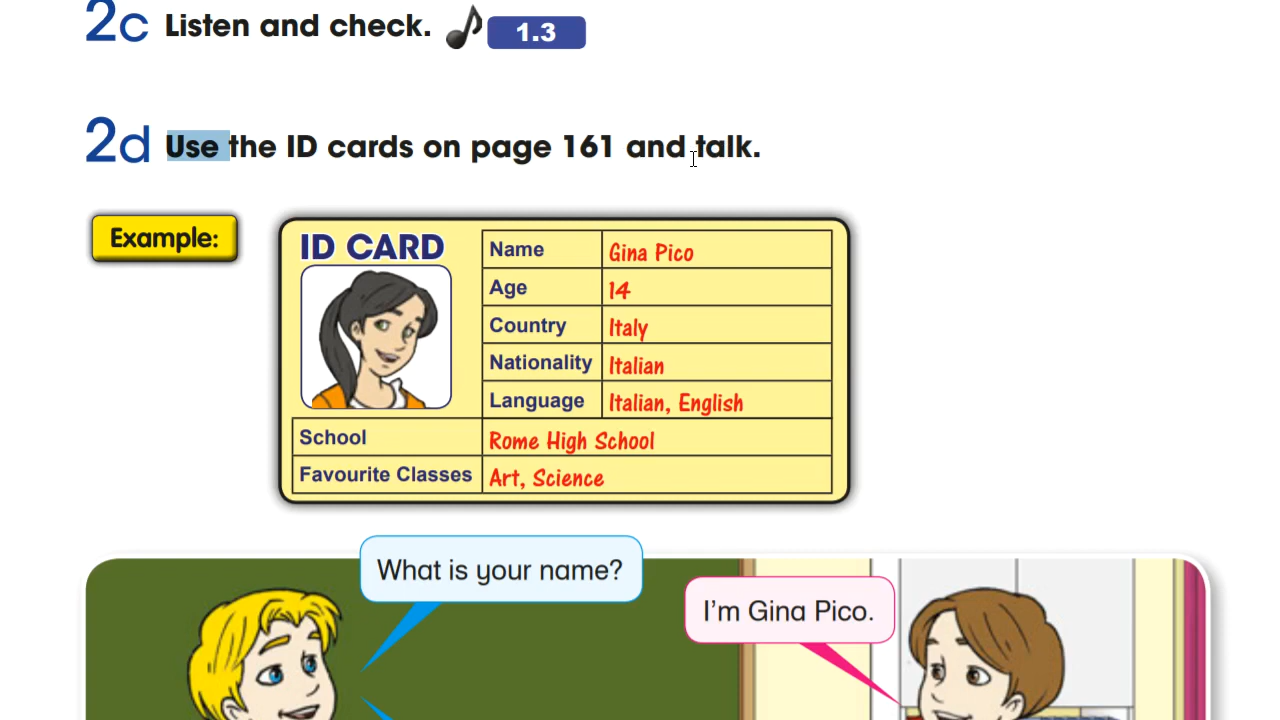 2c Listen and check. 1.3
2d Use the ID cards on page 161 and talk.
Example:
ID CARD
Name Gina Pico
Age 14
Country Italy
Nationality Italian
Language Italian, English
School Rome High School
Favourite Classes Art, Science
What is your name?
I'm Gina Pico.